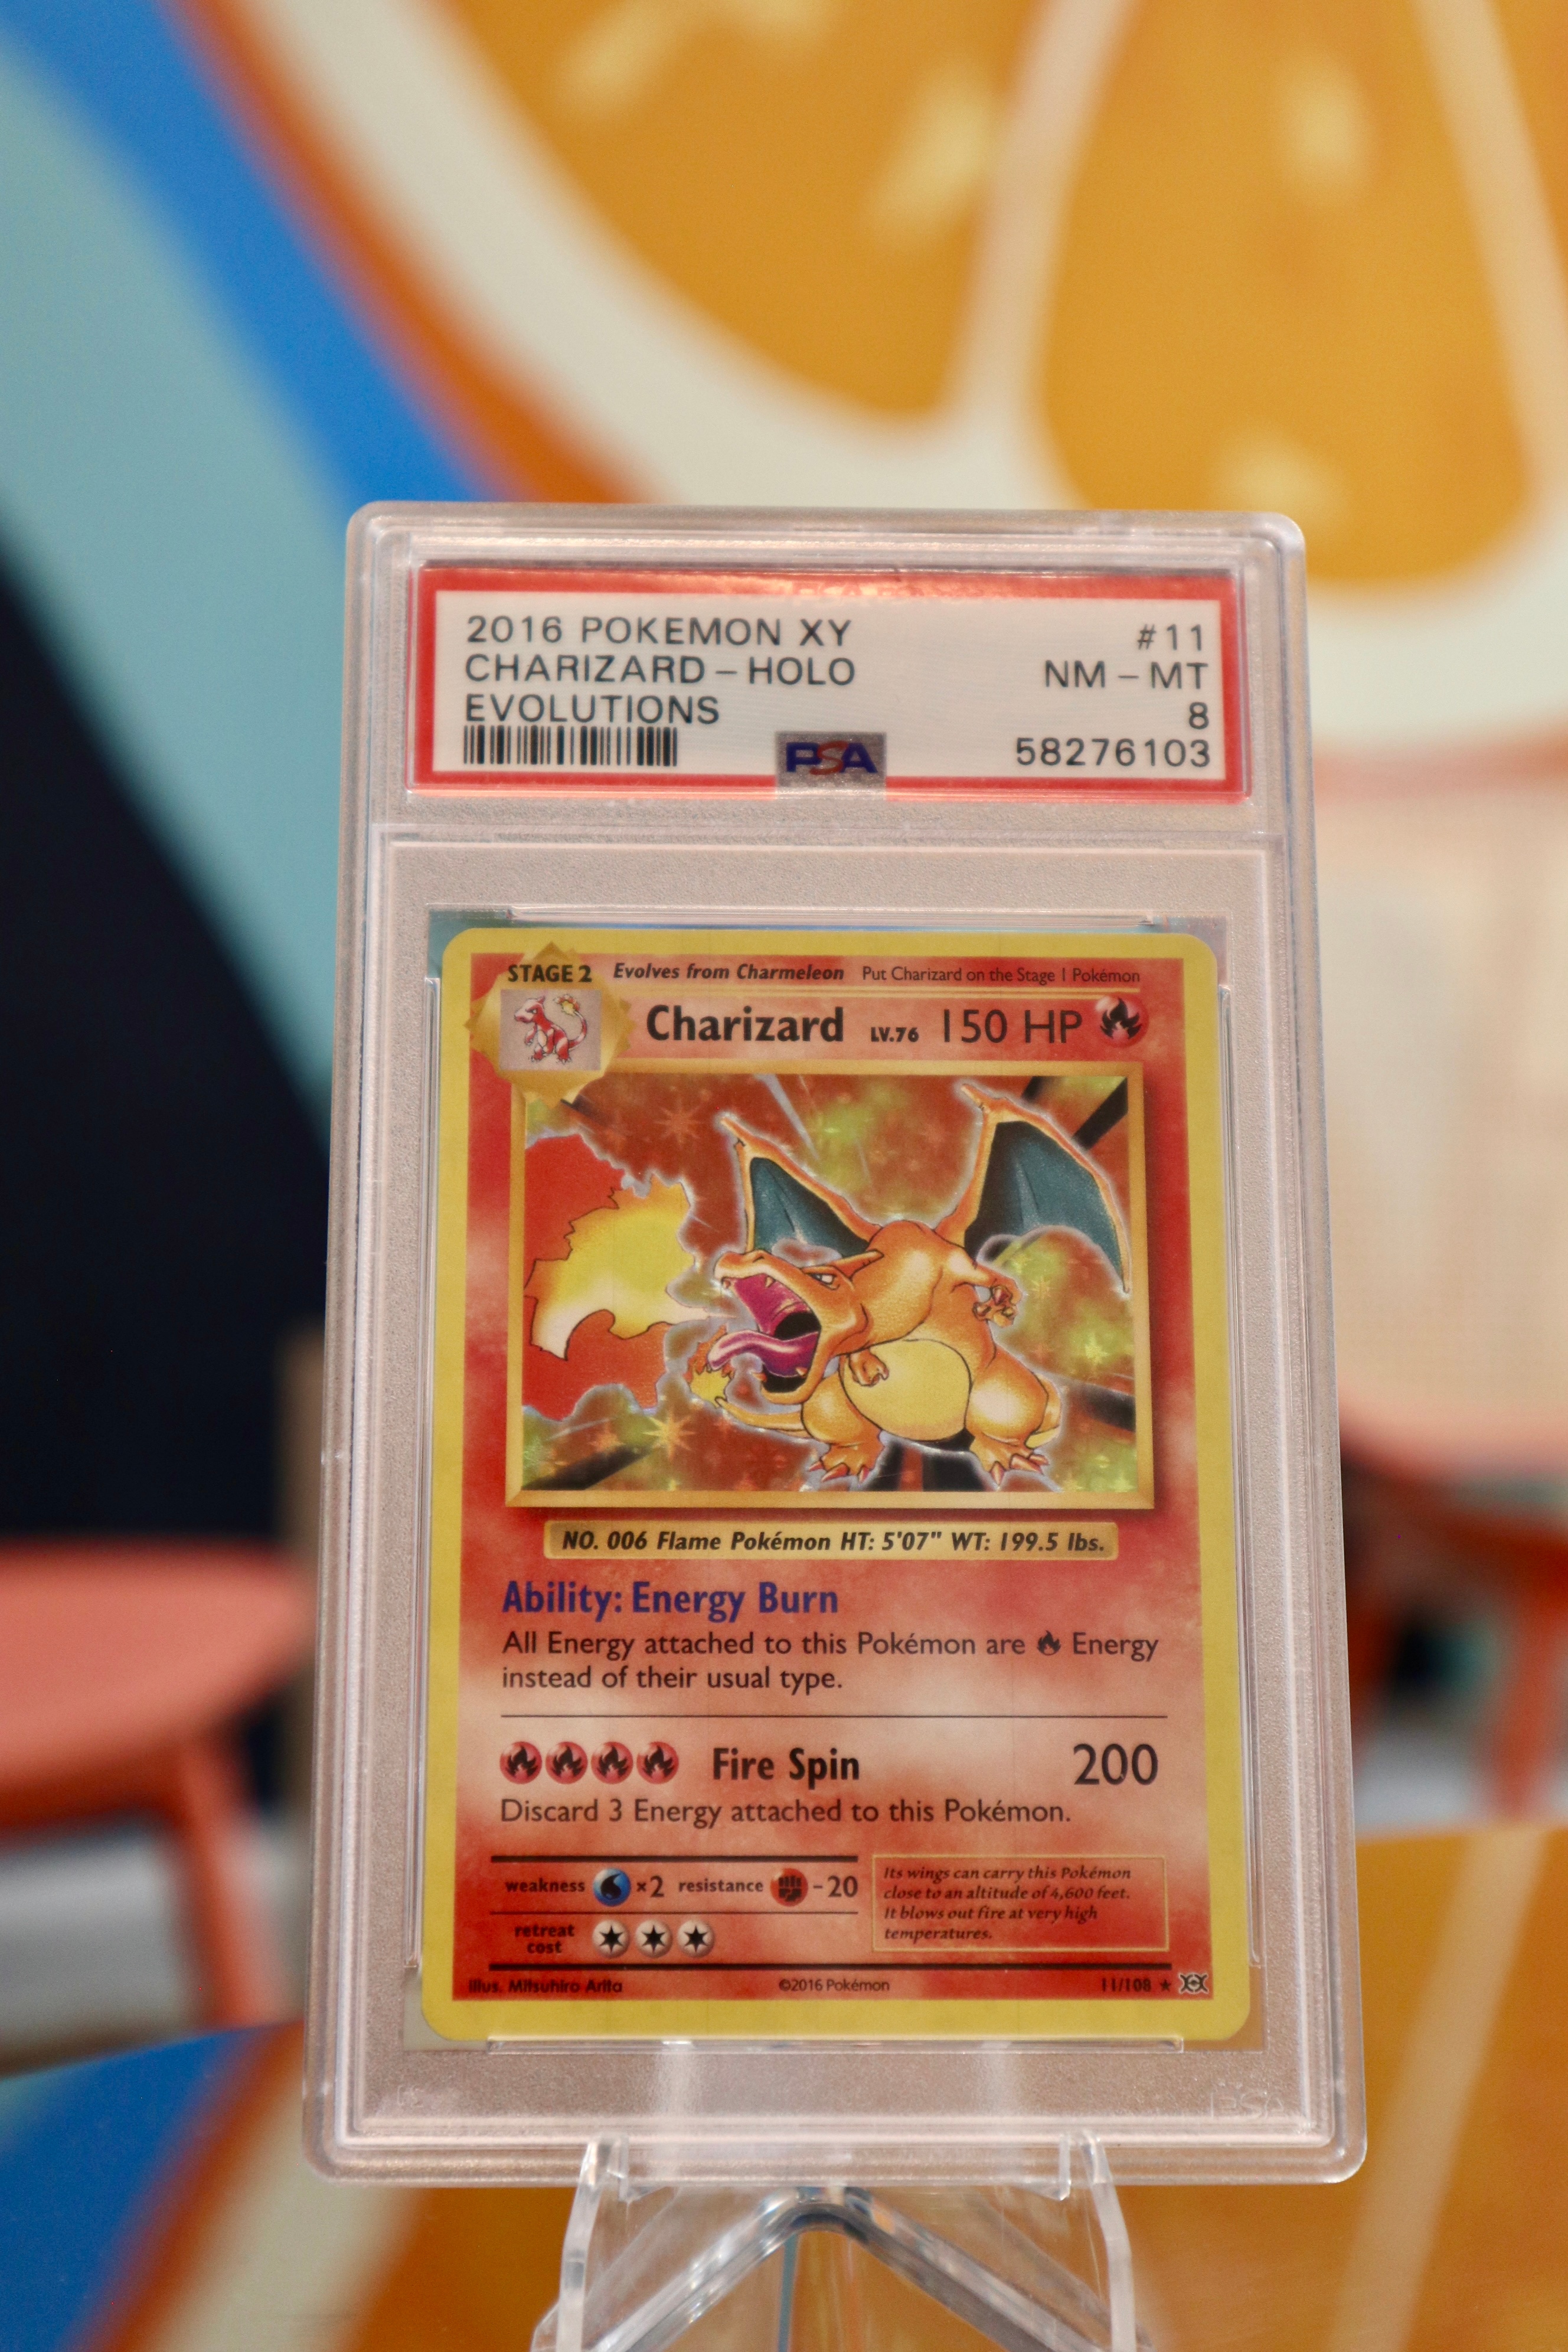 2016 POKEMON XY #11
CHARIZARD - HOLO NM - MT
EVOLUTIONS 8
PSA 58276103
STAGE 2 Evolves from Charmeleon Put Charizard on the Stage 1 Pokémon
Charizard LV.76 150 HP
NO. 006 Flame Pokémon HT: 5'07" WT: 199.5 lbs.
Ability: Energy Burn
All Energy attached to this Pokémon are Energy
instead of their usual type.
Fire Spin 200
Discard 3 Energy attached to this Pokémon.
weakness ×2 resistance -20
retreat
cost
Its wings can carry this Pokémon
close to an altitude of 4,600 feet.
It blows out fire at very high
temperatures.
Illus. Mitsuhiro Arita ©2016 Pokémon 11/108 ★
PSA